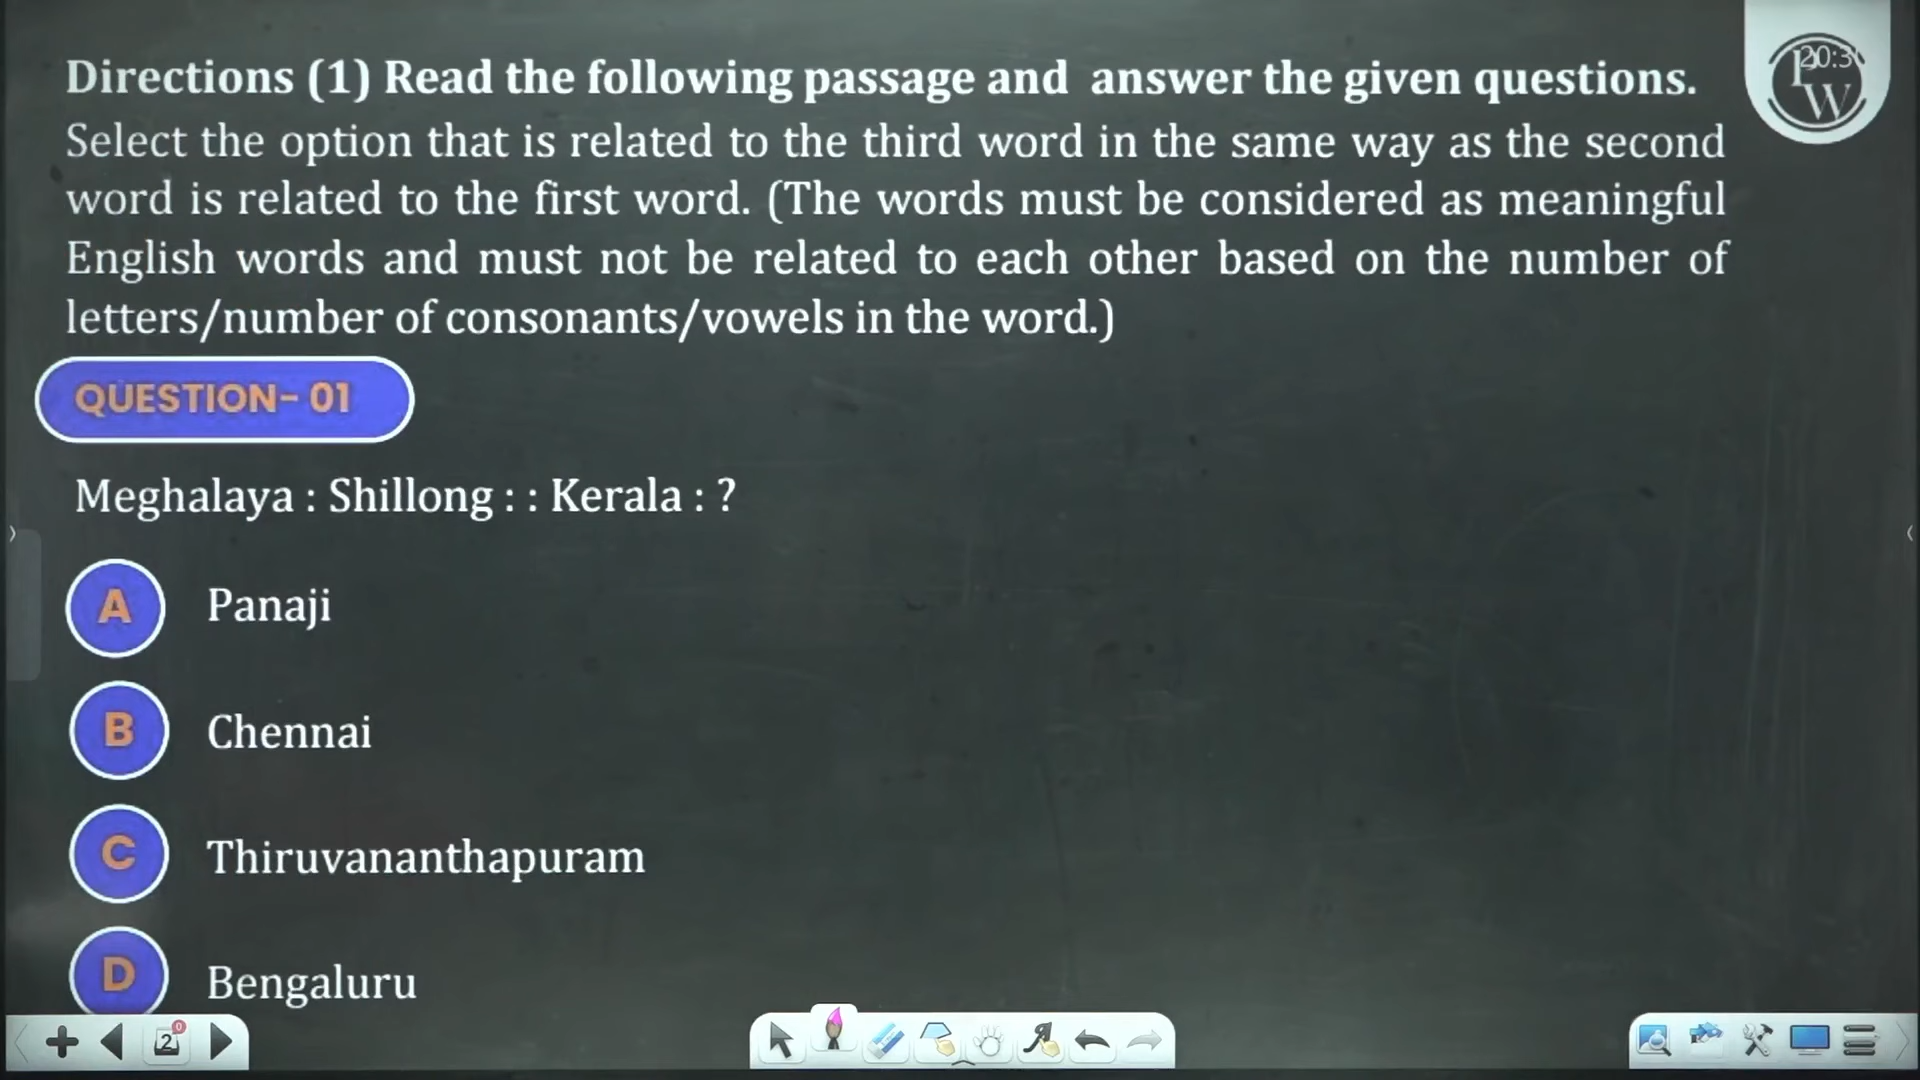 Directions (1) Read the following passage and answer the given questions.
Select the option that is related to the third word in the same way as the second
word is related to the first word. (The words must be considered as meaningful
English words and must not be related to each other based on the number of
letters/number of consonants/vowels in the word.)
QUESTION- 01
Meghalaya : Shillong : : Kerala : ?
A Panaji
B Chennai
C Thiruvananthapuram
D Bengaluru
PW
2
0